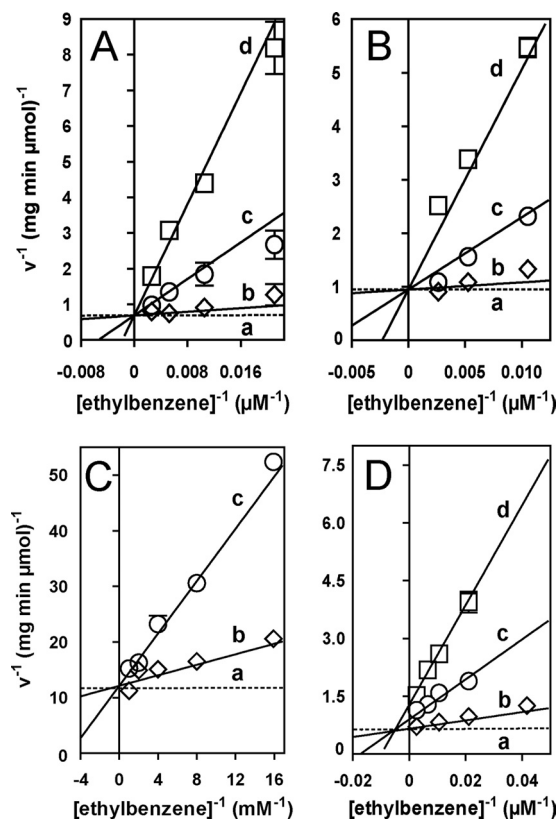 A
v⁻¹ (mg min µmol)⁻¹
9
8
7
6
5
4
3
2
1
0
d
c
b
a
-0.008 0 0.008 0.016
[ethylbenzene]⁻¹ (µM⁻¹)
B
6
5
4
3
2
1
0
d
c
b
a
-0.005 0 0.005 0.010
[ethylbenzene]⁻¹ (µM⁻¹)
C
v⁻¹ (mg min µmol)⁻¹
50
40
30
20
10
0
c
b
a
-4 0 4 8 12 16
[ethylbenzene]⁻¹ (mM⁻¹)
D
7.5
6.0
4.5
3.0
1.5
0.0
d
c
b
a
-0.02 0 0.02 0.04
[ethylbenzene]⁻¹ (µM⁻¹)